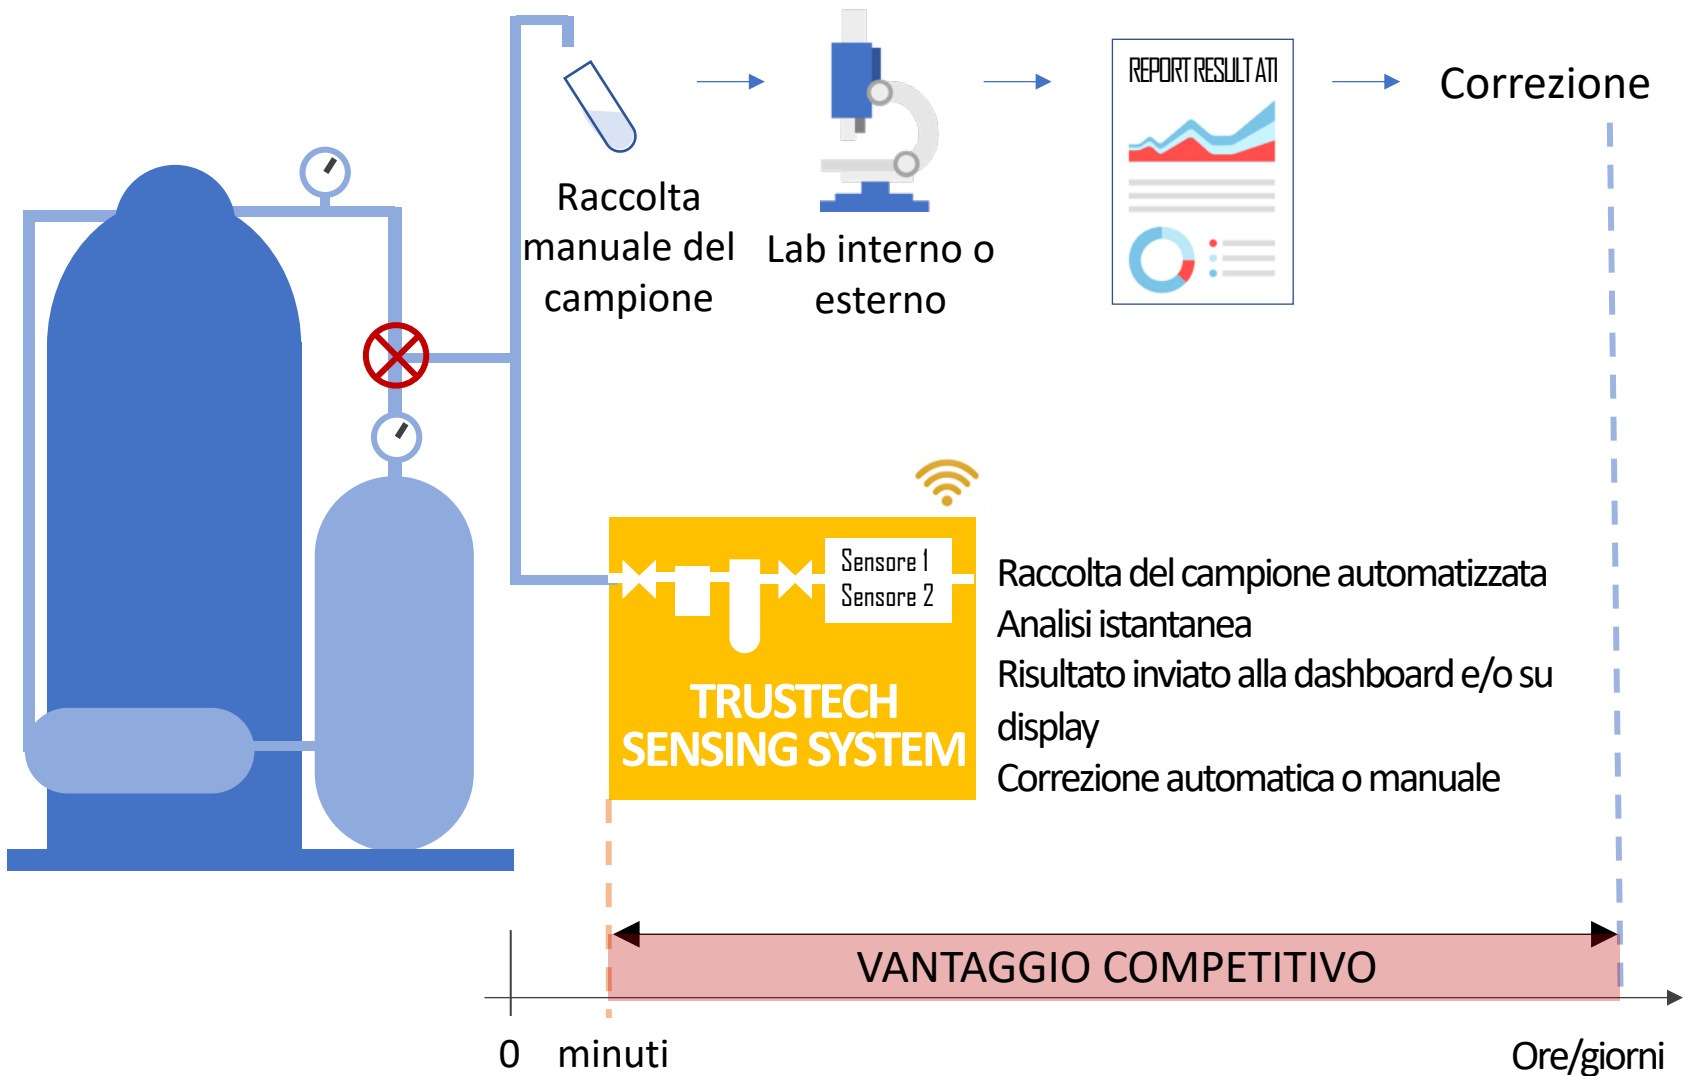 REPORT RESULTATI
Correzione
Raccolta
manuale del
campione
Lab interno o
esterno
Sensore 1
Sensore 2
TRUSTECH
SENSING SYSTEM
Raccolta del campione automatizzata
Analisi istantanea
Risultato inviato alla dashboard e/o su
display
Correzione automatica o manuale
VANTAGGIO COMPETITIVO
0 minuti
Ore/giorni